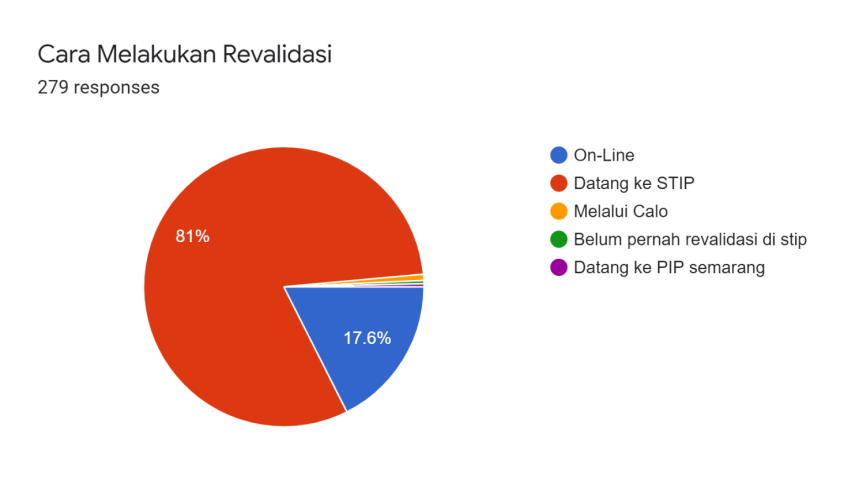 Cara Melakukan Revalidasi
279 responses
81%
17.6%
On-Line
Datang ke STIP
Melalui Calo
Belum pernah revalidasi di stip
Datang ke PIP semarang